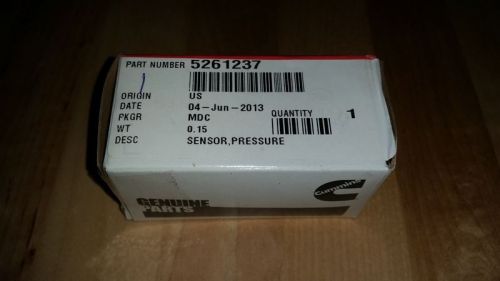 PART NUMBER 5261237
ORIGIN US
DATE 04-Jun-2013
PKGR MDC QUANTITY 1
WT 0.15
DESC SENSOR,PRESSURE
GENUINE
PARTS
Cummins